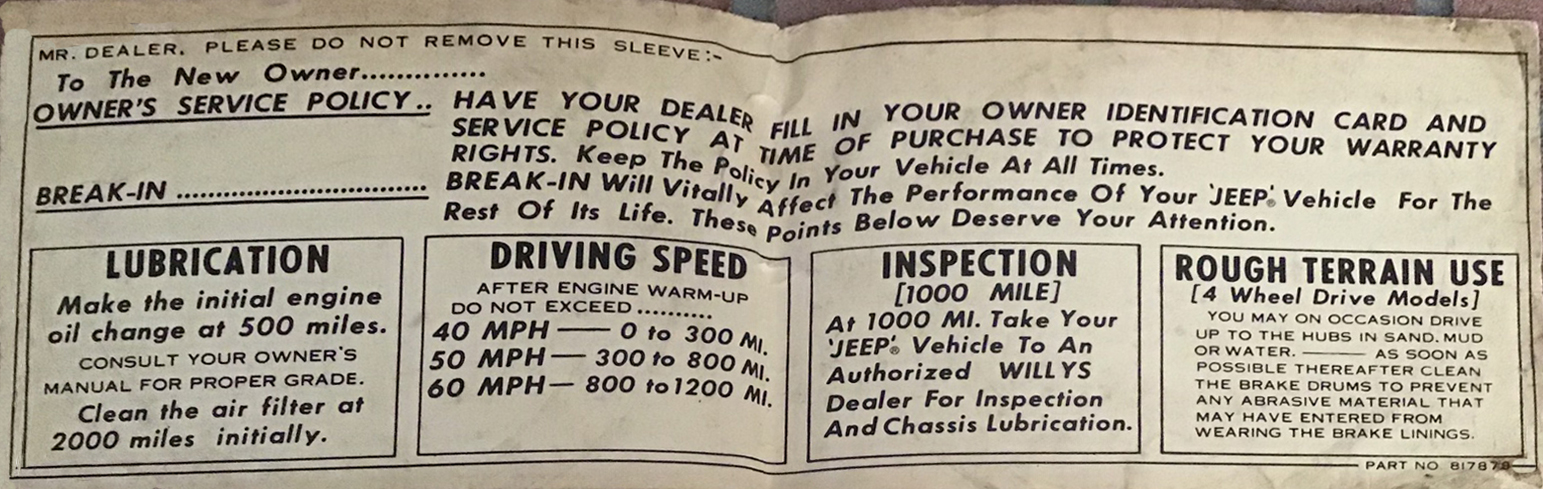 MR. DEALER, PLEASE DO NOT REMOVE THIS SLEEVE:-
To The New Owner..............
OWNER'S SERVICE POLICY.. HAVE YOUR DEALER FILL IN YOUR OWNER IDENTIFICATION CARD AND
SERVICE POLICY AT TIME OF PURCHASE TO PROTECT YOUR WARRANTY
RIGHTS. Keep The Policy In Your Vehicle At All Times.
BREAK-IN .............................. BREAK-IN Will Vitally Affect The Performance Of Your 'JEEP'® Vehicle For The
Rest Of Its Life. These Points Below Deserve Your Attention.
LUBRICATION
Make the initial engine
oil change at 500 miles.
CONSULT YOUR OWNER'S
MANUAL FOR PROPER GRADE.
Clean the air filter at
2000 miles initially.
DRIVING SPEED
AFTER ENGINE WARM-UP
DO NOT EXCEED ..........
40 MPH —— 0 to 300 MI.
50 MPH — 300 to 800 MI.
60 MPH — 800 to 1200 MI.
INSPECTION
[1000 MILE]
At 1000 MI. Take Your
'JEEP'® Vehicle To An
Authorized WILLYS
Dealer For Inspection
And Chassis Lubrication.
ROUGH TERRAIN USE
[4 Wheel Drive Models]
YOU MAY ON OCCASION DRIVE
UP TO THE HUBS IN SAND. MUD
OR WATER. —— AS SOON AS
POSSIBLE THEREAFTER CLEAN
THE BRAKE DRUMS TO PREVENT
ANY ABRASIVE MATERIAL THAT
MAY HAVE ENTERED FROM
WEARING THE BRAKE LININGS.
PART NO